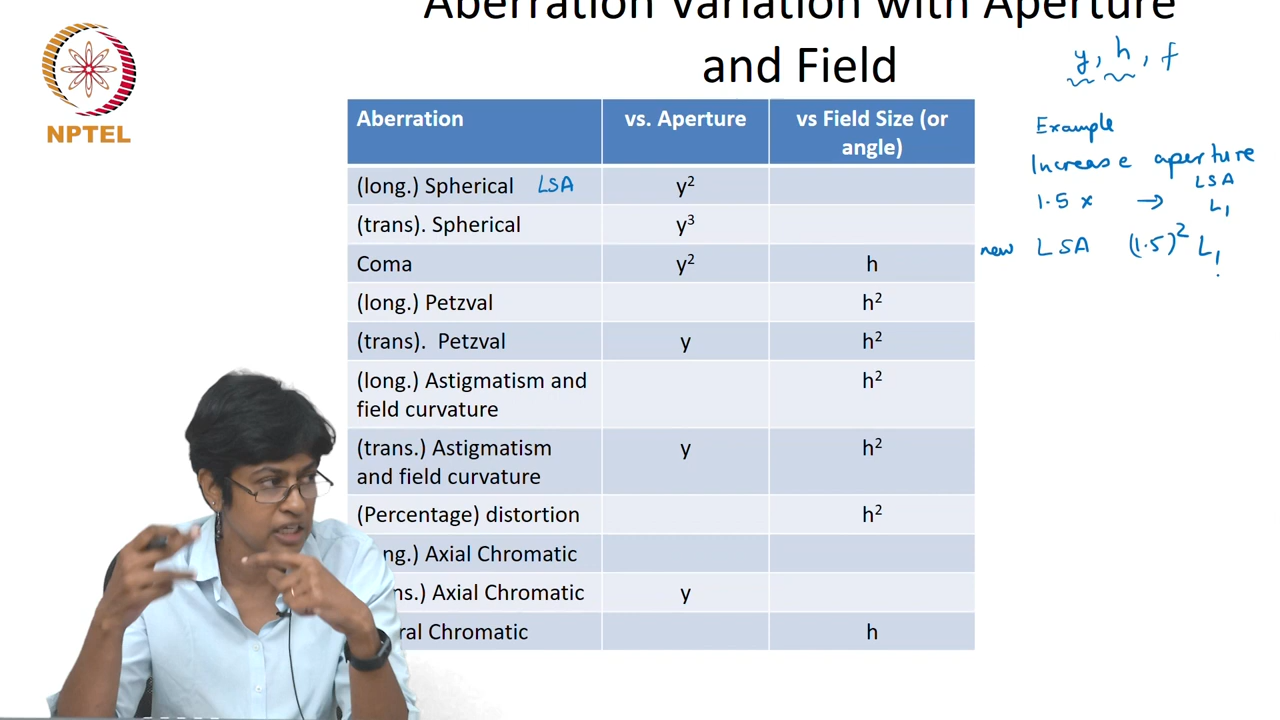 Aberration Variation with Aperture
and Field
NPTEL
y, h, f
Aberration vs. Aperture vs Field Size (or angle)
(long.) Spherical LSA y²
(trans). Spherical y³
Coma y² h
(long.) Petzval h²
(trans). Petzval y h²
(long.) Astigmatism and field curvature h²
(trans.) Astigmatism and field curvature y h²
(Percentage) distortion h²
ng.) Axial Chromatic
ns.) Axial Chromatic y
ral Chromatic h
Example
Increase aperture
1.5 x → LSA L₁
new LSA (1.5)² L₁